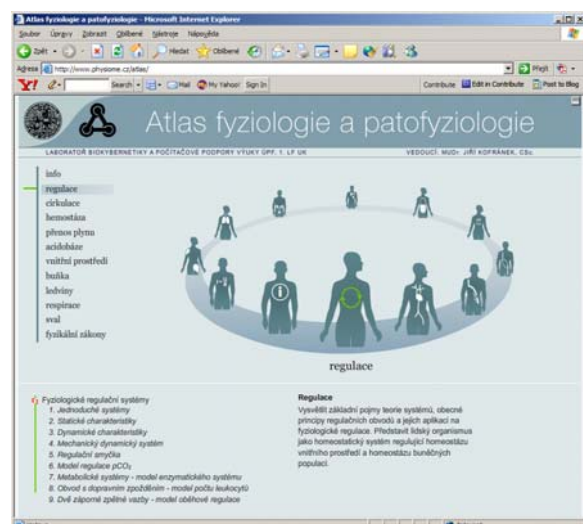 Atlas fyziologie a patofyziologie - Microsoft Internet Explorer
Soubor Úpravy Zobrazit Oblíbené Nástroje Nápověda
Zpět Hledat Oblíbené
Adresa http://www.physiome.cz/atlas/ Přejít
Y! Search Mail My Yahoo! Sign In Contribute Edit in Contribute Post to Blog
Atlas fyziologie a patofyziologie
LABORATOŘ BIOKYBERNETIKY A POČÍTAČOVÉ PODPORY VÝUKY ÚPF. 1. LF UK VEDOUCÍ: MUDr. JIŘÍ KOFRÁNEK, CSc.
info
regulace
cirkulace
hemostáza
přenos plynu
acidobáze
vnitřní prostředí
buňka
ledviny
respirace
sval
fyzikální zákony
regulace
Fyziologické regulační systémy
1. Jednoduché systémy
2. Statické charakteristiky
3. Dynamické charakteristiky
4. Mechanický dynamický systém
5. Regulační smyčka
6. Model regulace pCO₂
7. Metabolické systémy - model enzymatického systému
8. Obvod s dopravním zpožděním - model počtu leukocytů
9. Dvě záporné zpětné vazby - model oběhové regulace
Regulace
Vysvětlit základní pojmy teorie systémů, obecné
principy regulačních obvodů a jejich aplikaci na
fyziologické regulace. Představit lidský organismus
jako homeostatický systém regulující homeostázu
vnitřního prostředí a homeostázu buněčných
populací.